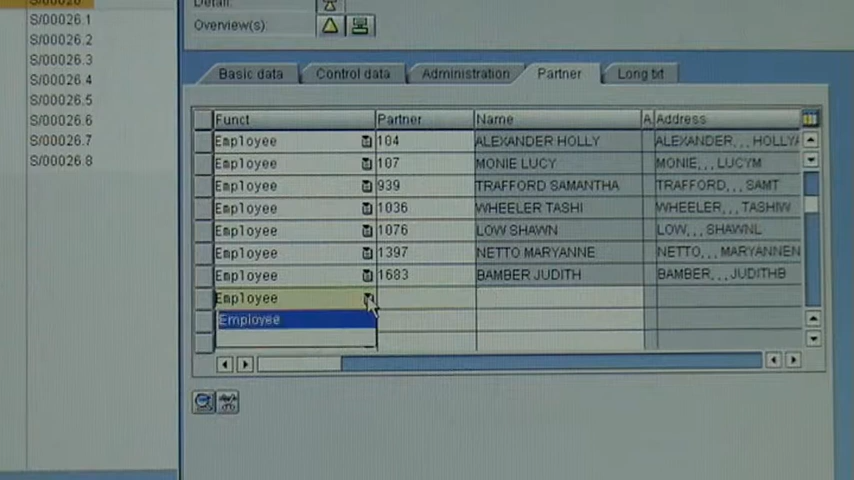 S/00026
S/00026.1
S/00026.2
S/00026.3
S/00026.4
S/00026.5
S/00026.6
S/00026.7
S/00026.8
Detail:
Overview(s):
Basic data Control data Administration Partner Long txt
Funct Partner Name A Address
Employee 104 ALEXANDER HOLLY ALEXANDER,,, HOLLYA
Employee 107 MONIE LUCY MONIE,,, LUCYM
Employee 939 TRAFFORD SAMANTHA TRAFFORD,,, SAMT
Employee 1036 WHEELER TASHI WHEELER,,, TASHIW
Employee 1076 LOW SHAWN LOW,,, SHAWNL
Employee 1397 NETTO MARYANNE NETTO,,, MARYANNEN
Employee 1683 BAMBER JUDITH BAMBER,,, JUDITHB
Employee
Employee